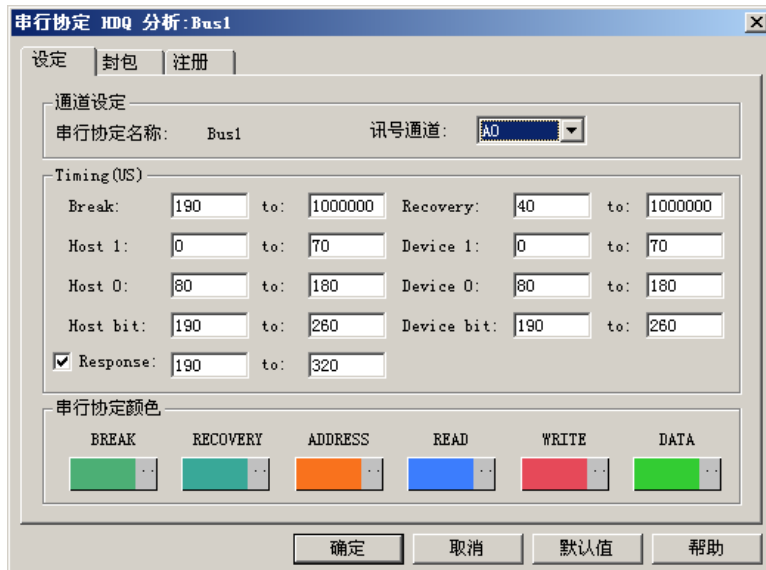 串行协定 HDQ 分析:Bus1
设定 封包 注册
通道设定
串行协定名称: Bus1 讯号通道: A0
Timing(US)
Break: 190 to: 1000000 Recovery: 40 to: 1000000
Host 1: 0 to: 70 Device 1: 0 to: 70
Host 0: 80 to: 180 Device 0: 80 to: 180
Host bit: 190 to: 260 Device bit: 190 to: 260
Response: 190 to: 320
串行协定颜色
BREAK RECOVERY ADDRESS READ WRITE DATA
.. .. .. .. .. ..
确定 取消 默认值 帮助